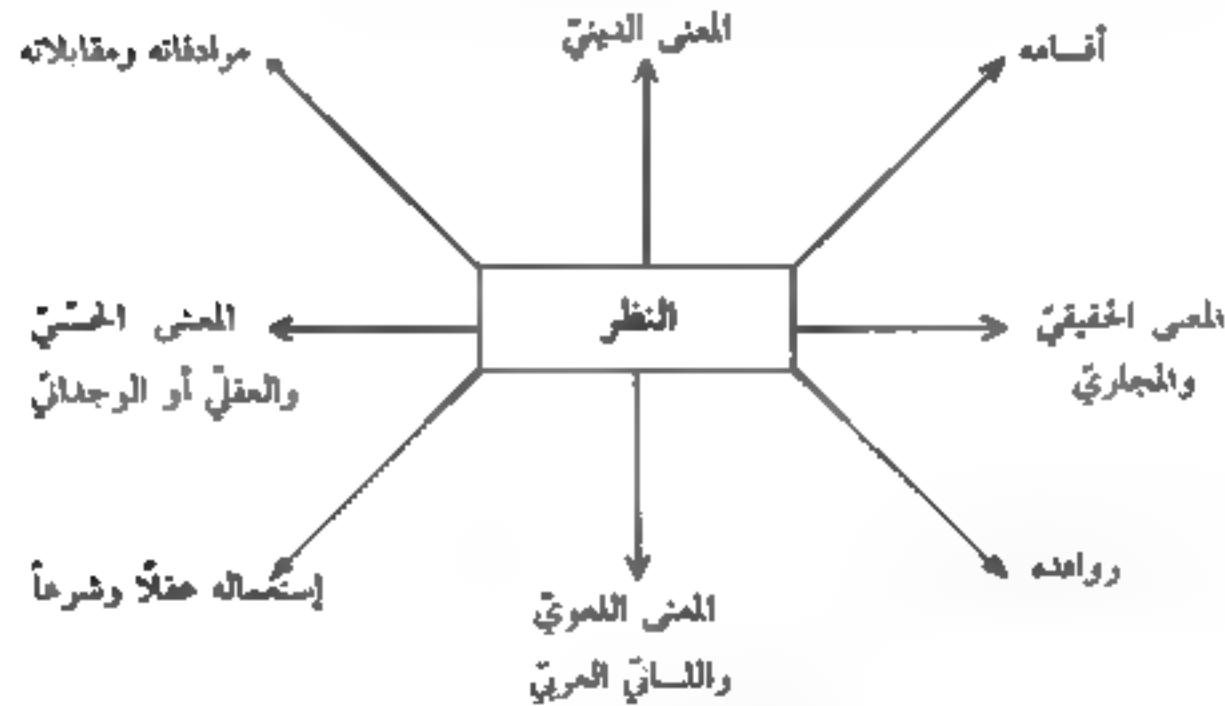 أقسامه
المعنى الدينيّ
مرادفاته ومقابلاته
المعنى الحقيقيّ
والمجازيّ
النظر
المعنى الحسّيّ
والعقليّ أو الوجدانيّ
روافده
المعنى اللغويّ
واللسانيّ العربيّ
إستعماله عقلًا وشرعاً